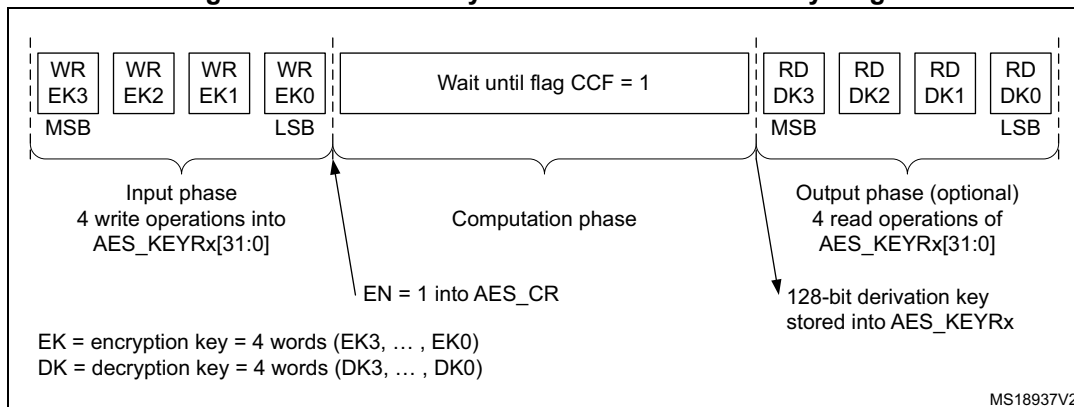 WR EK3 WR EK2 WR EK1 WR EK0
Wait until flag CCF = 1
RD DK3 RD DK2 RD DK1 RD DK0
MSB LSB MSB LSB
Input phase
4 write operations into
AES_KEYRx[31:0]
Computation phase
Output phase (optional)
4 read operations of
AES_KEYRx[31:0]
EN = 1 into AES_CR
128-bit derivation key
stored into AES_KEYRx
EK = encryption key = 4 words (EK3, … , EK0)
DK = decryption key = 4 words (DK3, … , DK0)
MS18937V2